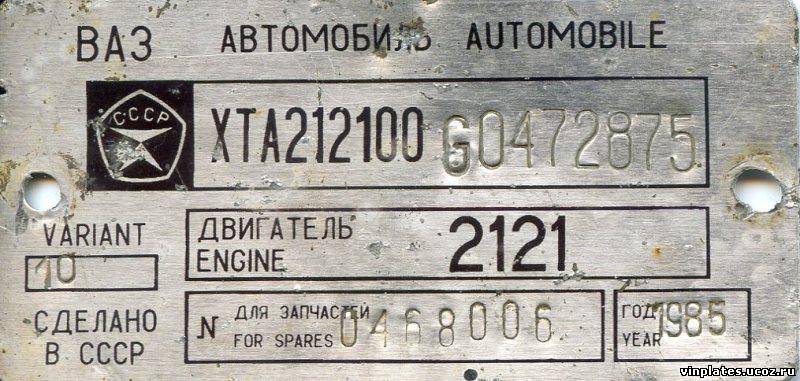 ВАЗ АВТОМОБИЛЬ AUTOMOBILE
СССР
XTA212100 G0472875
VARIANT
10
ДВИГАТЕЛЬ
ENGINE
2121
СДЕЛАНО
В СССР
N
ДЛЯ ЗАПЧАСТЕЙ
FOR SPARES
0468006
ГОД
YEAR
1985
vinplates.ucoz.ru